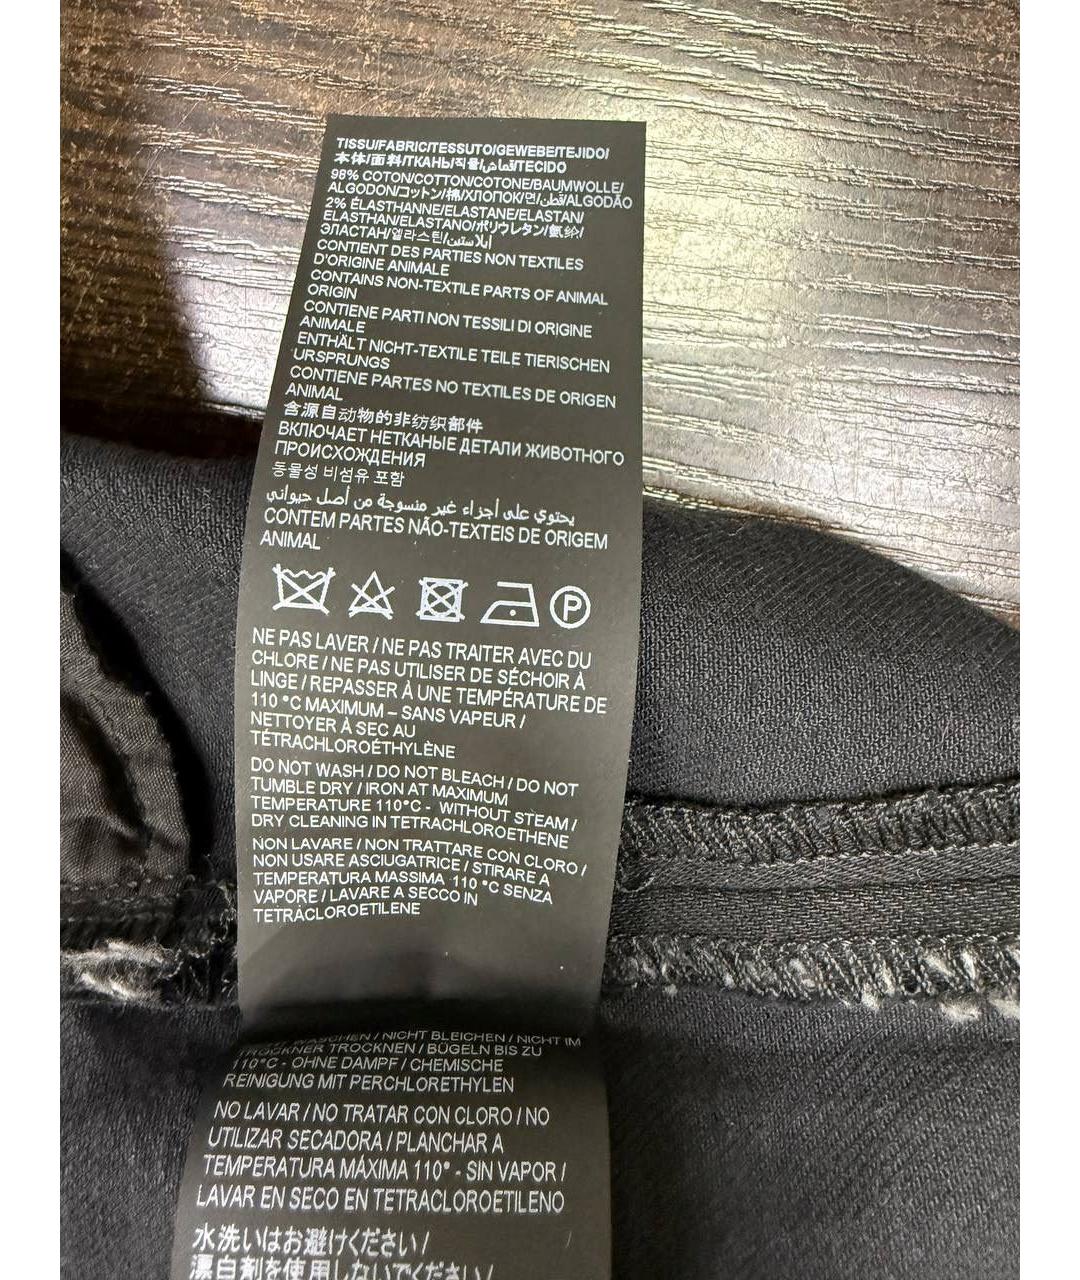 TISSU/FABRIC/TESSUTO/GEWEBE/TEJIDO/
本体/面料/ТКАНЬ/직물/قماش/TECIDO
98% COTON/COTTON/COTONE/BAUMWOLLE/
ALGODON/コットン/棉/ХЛОПОК/면/قطن/ALGODÃO
2% ÉLASTHANNE/ELASTANE/ELASTAN/
ELASTHAN/ELASTANO/ポリウレタン/氨纶/
ЭЛАСТАН/엘라스틴/إيلاستين
CONTIENT DES PARTIES NON TEXTILES
D'ORIGINE ANIMALE
CONTAINS NON-TEXTILE PARTS OF ANIMAL
ORIGIN
CONTIENE PARTI NON TESSILI DI ORIGINE
ANIMALE
ENTHÄLT NICHT-TEXTILE TEILE TIERISCHEN
URSPRUNGS
CONTIENE PARTES NO TEXTILES DE ORIGEN
ANIMAL
含源自动物的非纺织部件
ВКЛЮЧАЕТ НЕТКАНЫЕ ДЕТАЛИ ЖИВОТНОГО
ПРОИСХОЖДЕНИЯ
동물성 비섬유 포함
يحتوي على أجزاء غير منسوجة من أصل حيواني
CONTEM PARTES NÃO-TEXTEIS DE ORIGEM
ANIMAL
P
NE PAS LAVER / NE PAS TRAITER AVEC DU
CHLORE / NE PAS UTILISER DE SÉCHOIR À
LINGE / REPASSER À UNE TEMPÉRATURE DE
110 °C MAXIMUM – SANS VAPEUR /
NETTOYER À SEC AU
TÉTRACHLOROÉTHYLÈNE
DO NOT WASH / DO NOT BLEACH / DO NOT
TUMBLE DRY / IRON AT MAXIMUM
TEMPERATURE 110°C - WITHOUT STEAM /
DRY CLEANING IN TETRACHLOROETHENE
NON LAVARE / NON TRATTARE CON CLORO /
NON USARE ASCIUGATRICE / STIRARE A
TEMPERATURA MASSIMA 110 °C SENZA
VAPORE / LAVARE A SECCO IN
TETRACLOROETILENE
/ NICHT BLEICHEN / NICHT IM
TROCKNER TROCKNEN / BÜGELN BIS ZU
110°C - OHNE DAMPF / CHEMISCHE
REINIGUNG MIT PERCHLORETHYLEN
NO LAVAR / NO TRATAR CON CLORO / NO
UTILIZAR SECADORA / PLANCHAR A
TEMPERATURA MÁXIMA 110° - SIN VAPOR /
LAVAR EN SECO EN TETRACLOROETILENO
水洗いはお避けください /
漂白剤を使用しないでください /